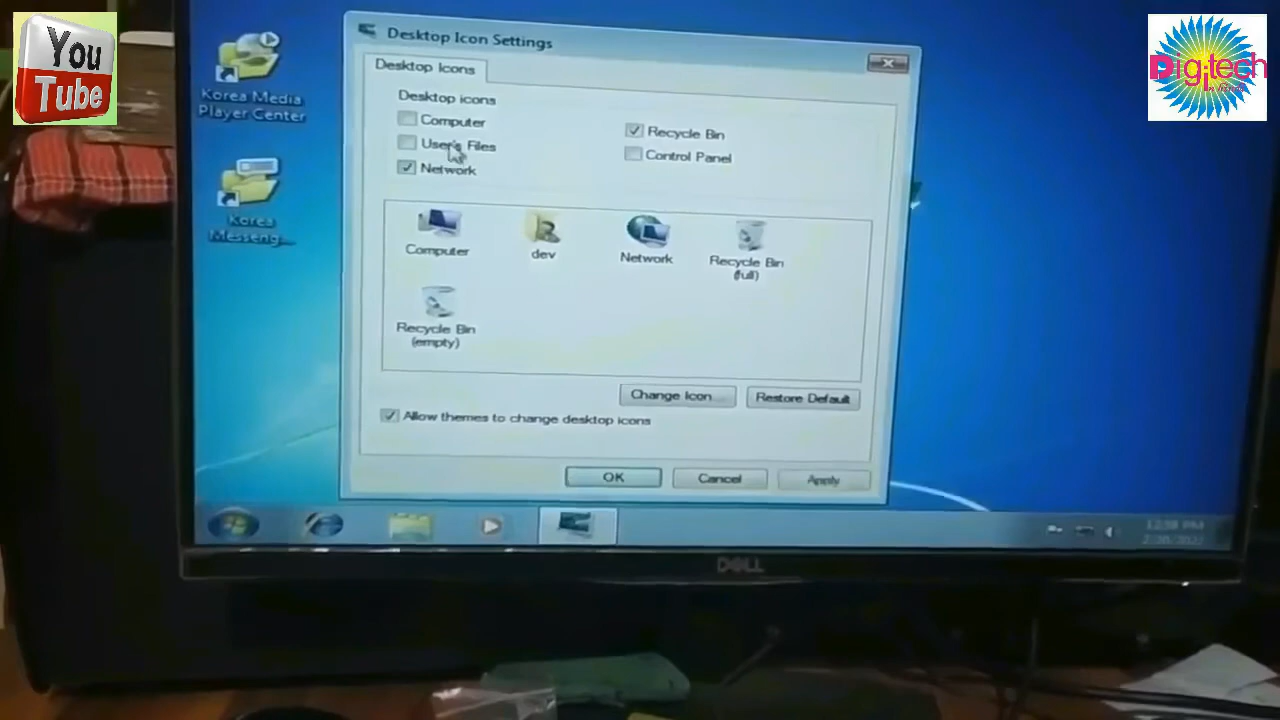 You
Tube
Digitech
Korea Media
Player Center
Korea
Messeng...
Desktop Icon Settings
Desktop Icons
Desktop icons
Computer
User's Files
Network
Recycle Bin
Control Panel
Computer
dev
Network
Recycle Bin
(full)
Recycle Bin
(empty)
Change Icon...
Restore Default
Allow themes to change desktop icons
OK
Cancel
Apply
DELL